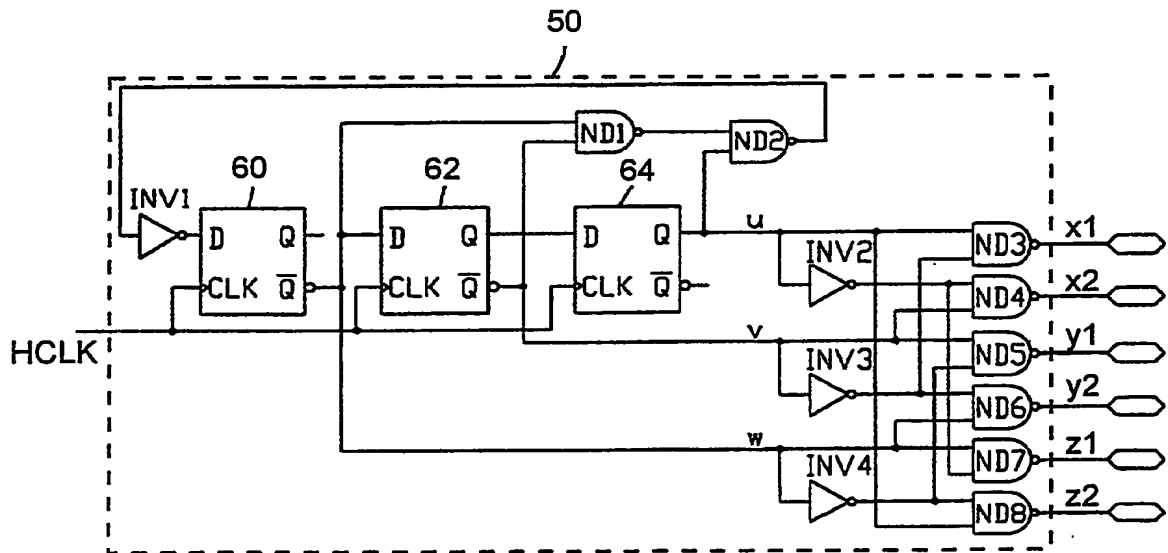 50
ND1
ND2
60
62
64
INV1
D
Q
D
Q
D
Q
u
ND3
x1
INV2
CLK
Q̅
CLK
Q̅
CLK
Q̅
ND4
x2
HCLK
v
ND5
y1
INV3
ND6
y2
w
ND7
z1
INV4
ND8
z2